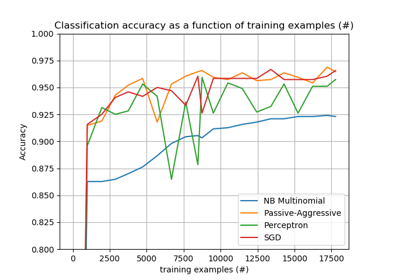 Classification accuracy as a function of training examples (#)
1.000
0.975
0.950
0.925
0.900
0.875
0.850
0.825
0.800
Accuracy
NB Multinomial
Passive-Aggressive
Perceptron
SGD
0 2500 5000 7500 10000 12500 15000 17500
training examples (#)